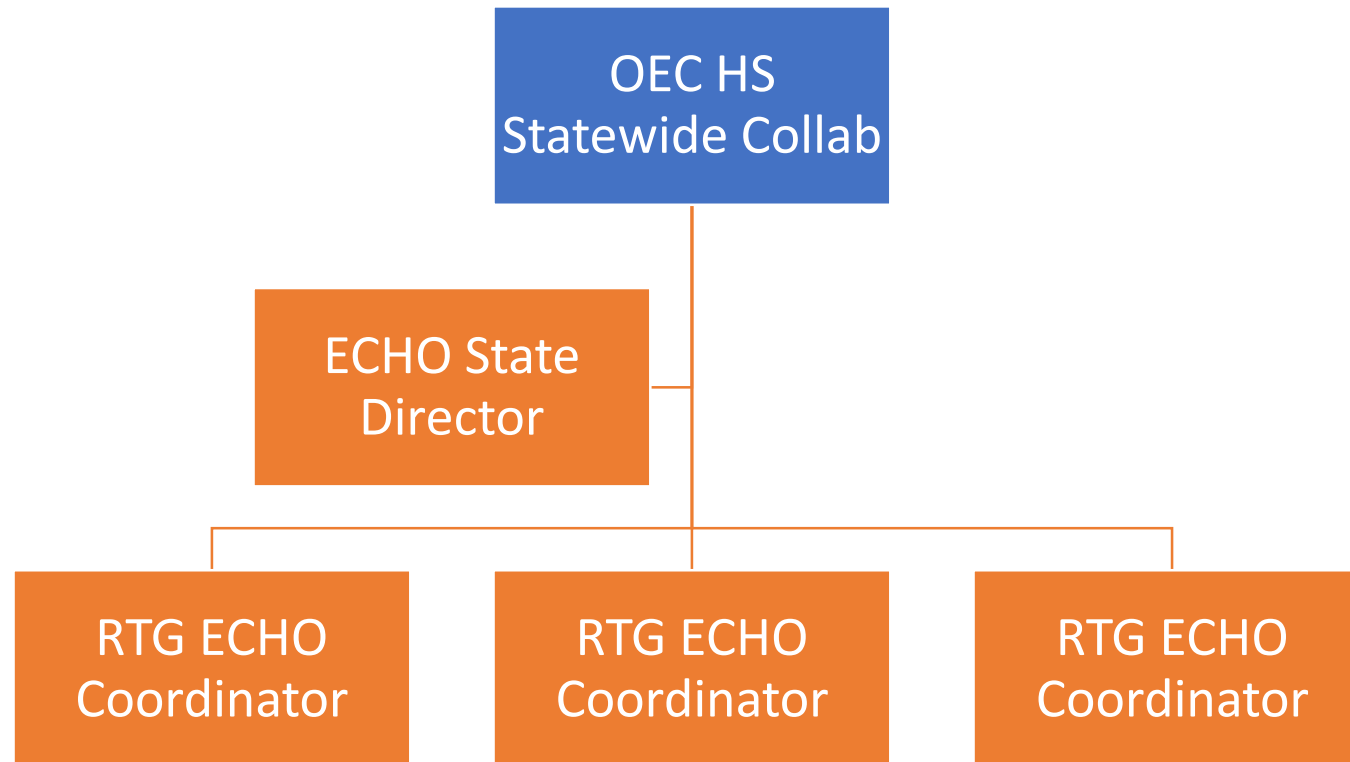 OEC HS
Statewide Collab
ECHO State
Director
RTG ECHO
Coordinator
RTG ECHO
Coordinator
RTG ECHO
Coordinator